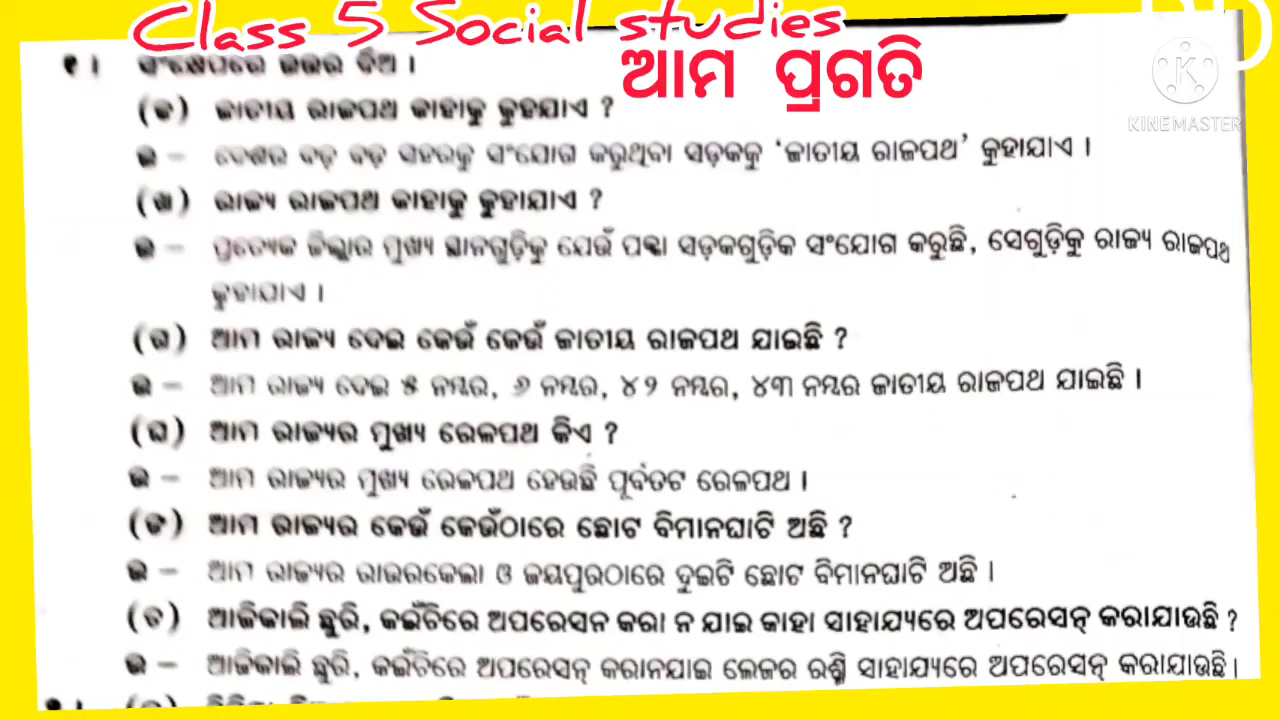 Class 5 Social studies
ଆମ ପ୍ରଗତି
KINEMASTER
୧ । ସଂକ୍ଷେପରେ ଉତ୍ତର ଦିଅ ।
(କ) ଜାତୀୟ ରାଜପଥ କାହାକୁ କୁହଯାଏ ?
ଉ – ଦେଶର ବଡ଼ ବଡ଼ ସହରକୁ ସଂଯୋଗ କରୁଥିବା ସଡ଼କକୁ ‘ଜାତୀୟ ରାଜପଥ’ କୁହାଯାଏ ।
(ଖ) ରାଜ୍ୟ ରାଜପଥ କାହାକୁ କୁହାଯାଏ ?
ଉ – ପ୍ରତ୍ୟେକ ଜିଲ୍ଲାର ମୁଖ୍ୟ ସ୍ଥାନଗୁଡ଼ିକୁ ଯେଉଁ ପକ୍କା ସଡ଼କଗୁଡ଼ିକ ସଂଯୋଗ କରୁଛି, ସେଗୁଡ଼ିକୁ ରାଜ୍ୟ ରାଜପଥ
କୁହାଯାଏ ।
(ଗ) ଆମ ରାଜ୍ୟ ଦେଇ କେଉଁ କେଉଁ ଜାତୀୟ ରାଜପଥ ଯାଇଛି ?
ଉ – ଆମ ରାଜ୍ୟ ଦେଇ ୫ ନମ୍ବର, ୬ ନମ୍ବର, ୪୨ ନମ୍ବର, ୪୩ ନମ୍ବର ଜାତୀୟ ରାଜପଥ ଯାଇଛି ।
(ଘ) ଆମ ରାଜ୍ୟର ମୁଖ୍ୟ ରେଳପଥ କିଏ ?
ଉ – ଆମ ରାଜ୍ୟର ମୁଖ୍ୟ ରେଳପଥ ହେଉଛି ପୂର୍ବତଟ ରେଳପଥ ।
(ଙ) ଆମ ରାଜ୍ୟର କେଉଁ କେଉଁଠାରେ ଛୋଟ ବିମାନଘାଟି ଅଛି ?
ଉ – ଆମ ରାଜ୍ୟର ରାଉରକେଲା ଓ ଜୟପୁରଠାରେ ଦୁଇଟି ଛୋଟ ବିମାନଘାଟି ଅଛି ।
(ଚ) ଆଜିକାଲି ଛୁରି, କଇଁଚିରେ ଅପରେସନ କରା ନ ଯାଇ କାହା ସାହାଯ୍ୟରେ ଅପରେସନ୍ କରାଯାଉଛି ?
ଉ – ଆଜିକାଲି ଛୁରି, କଇଁଚିରେ ଅପରେସନ୍ କରାନଯାଇ ଲେଜର ରଶ୍ମି ସାହାଯ୍ୟରେ ଅପରେସନ୍ କରାଯାଉଛି ।